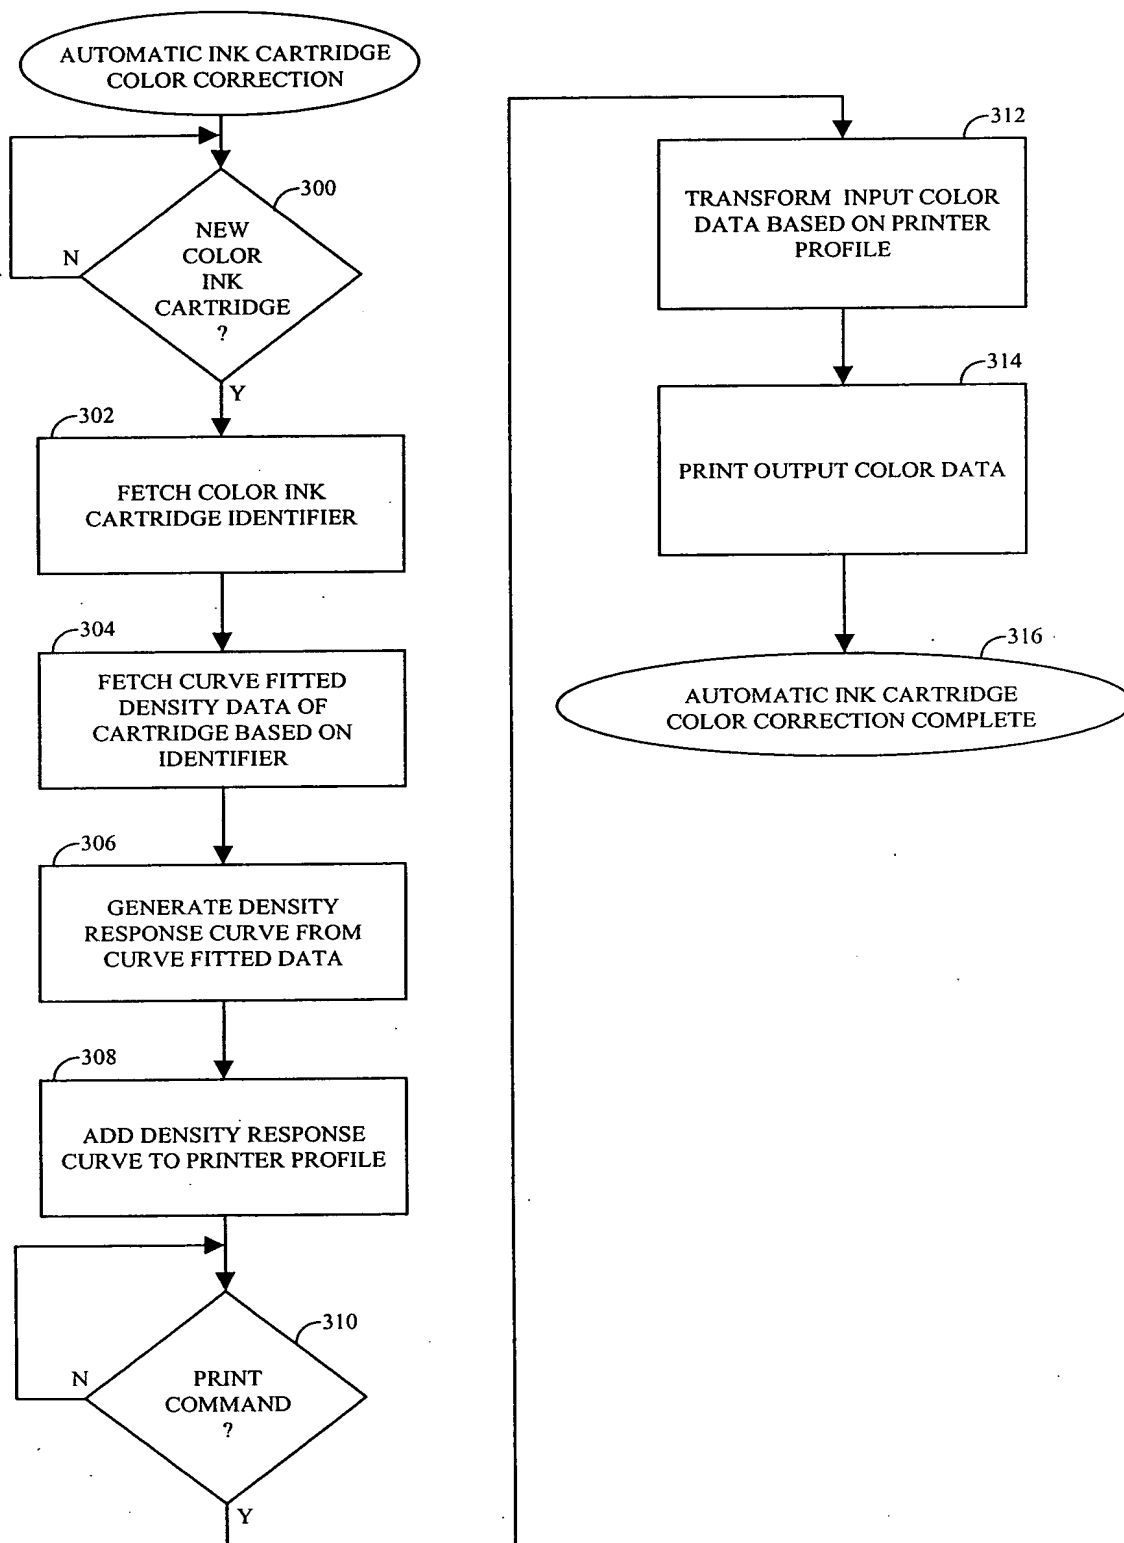 AUTOMATIC INK CARTRIDGE
COLOR CORRECTION
300
NEW
COLOR
INK
CARTRIDGE
?
N
Y
302
FETCH COLOR INK
CARTRIDGE IDENTIFIER
304
FETCH CURVE FITTED
DENSITY DATA OF
CARTRIDGE BASED ON
IDENTIFIER
306
GENERATE DENSITY
RESPONSE CURVE FROM
CURVE FITTED DATA
308
ADD DENSITY RESPONSE
CURVE TO PRINTER PROFILE
310
PRINT
COMMAND
?
N
Y
312
TRANSFORM INPUT COLOR
DATA BASED ON PRINTER
PROFILE
314
PRINT OUTPUT COLOR DATA
316
AUTOMATIC INK CARTRIDGE
COLOR CORRECTION COMPLETE